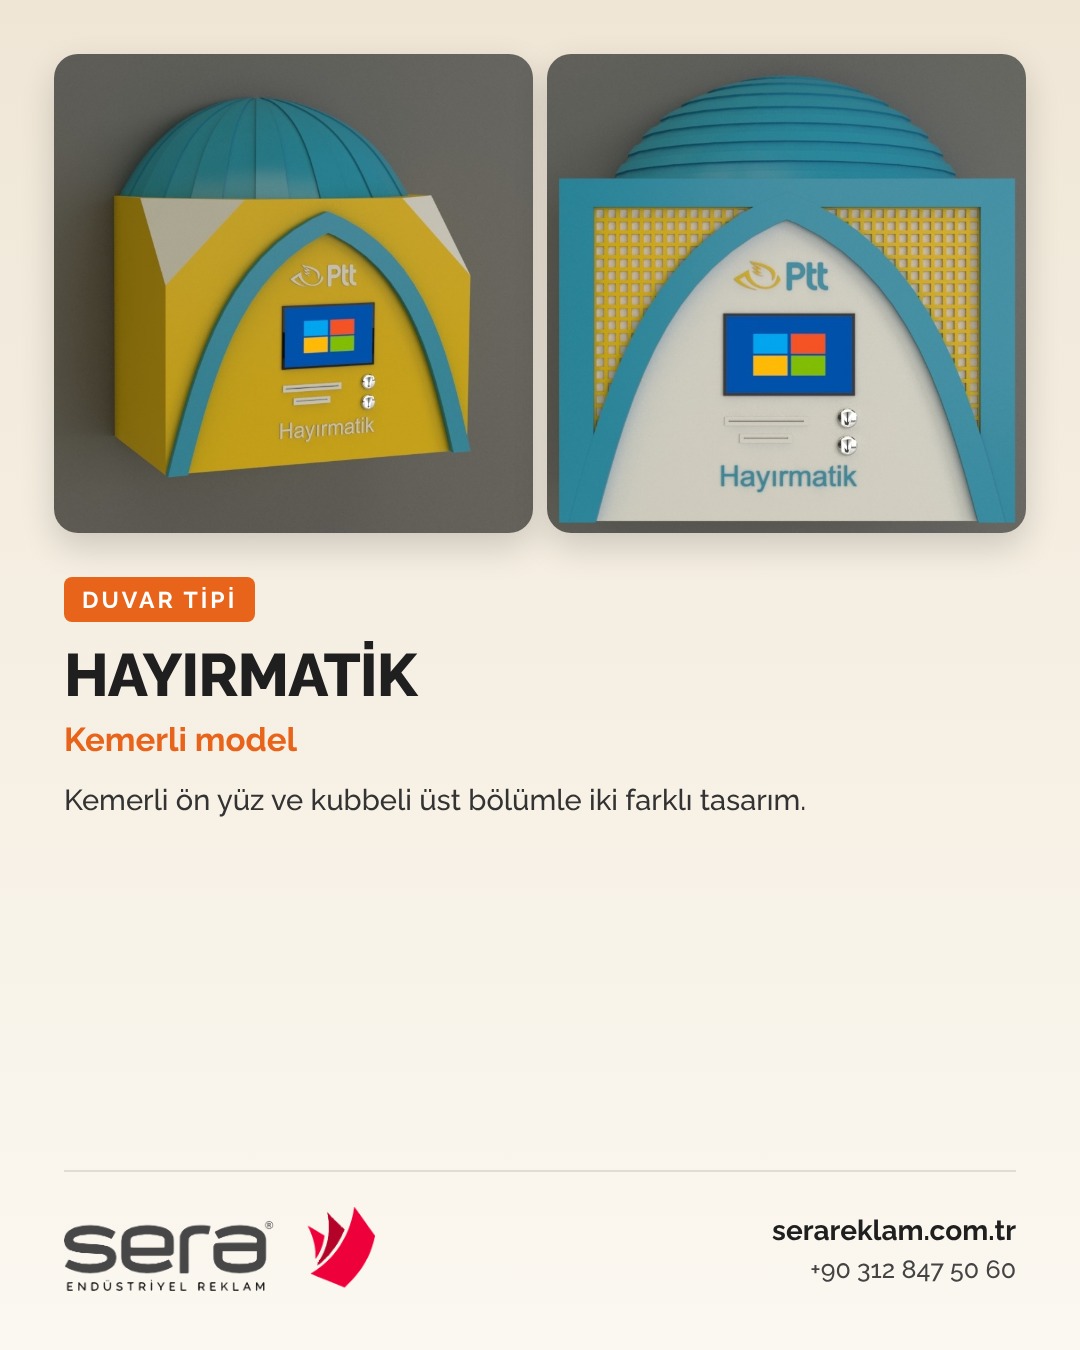 Ptt
Hayırmatik
Ptt
Hayırmatik
DUVAR TİPİ
HAYIRMATİK
Kemerli model
Kemerli ön yüz ve kubbeli üst bölümle iki farklı tasarım.
sera®
ENDÜSTRİYEL REKLAM
serareklam.com.tr
+90 312 847 50 60